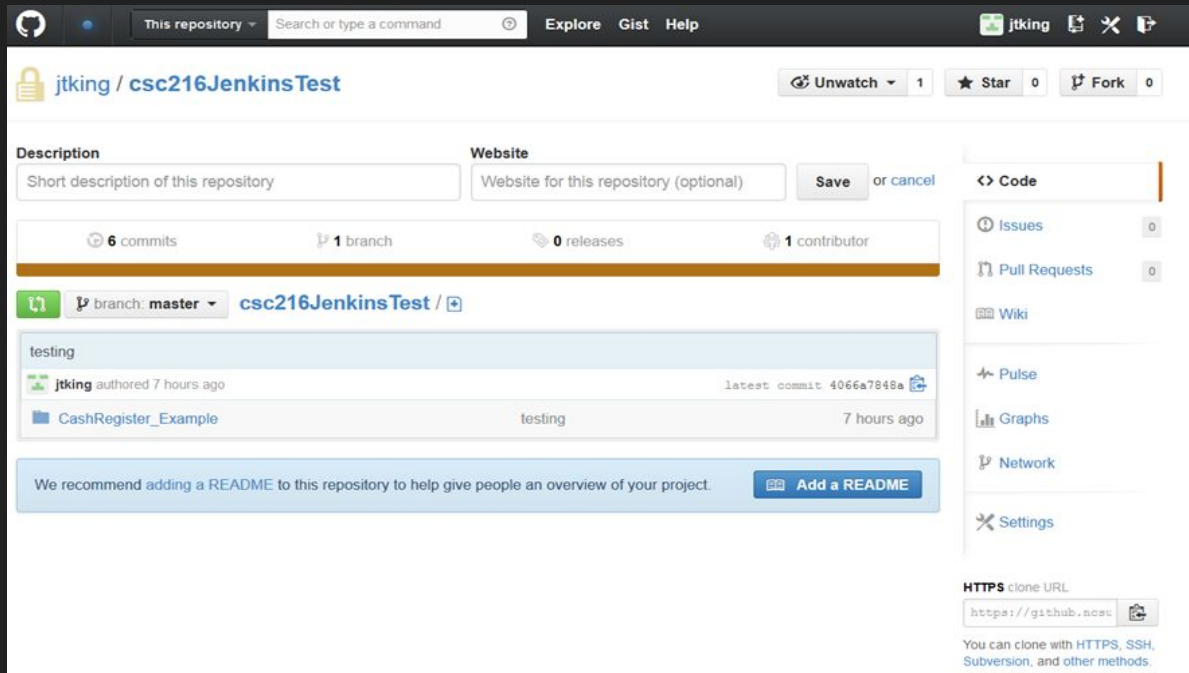 This repository Search or type a command Explore Gist Help jtking
jtking / csc216JenkinsTest Unwatch 1 Star 0 Fork 0
Description Website
Short description of this repository Website for this repository (optional) Save or cancel
6 commits 1 branch 0 releases 1 contributor
branch: master csc216JenkinsTest /
testing
jtking authored 7 hours ago latest commit 4066a7848a
CashRegister_Example testing 7 hours ago
We recommend adding a README to this repository to help give people an overview of your project. Add a README
<> Code
Issues 0
Pull Requests 0
Wiki
Pulse
Graphs
Network
Settings
HTTPS clone URL
https://github.ncsu
You can clone with HTTPS, SSH,
Subversion, and other methods.